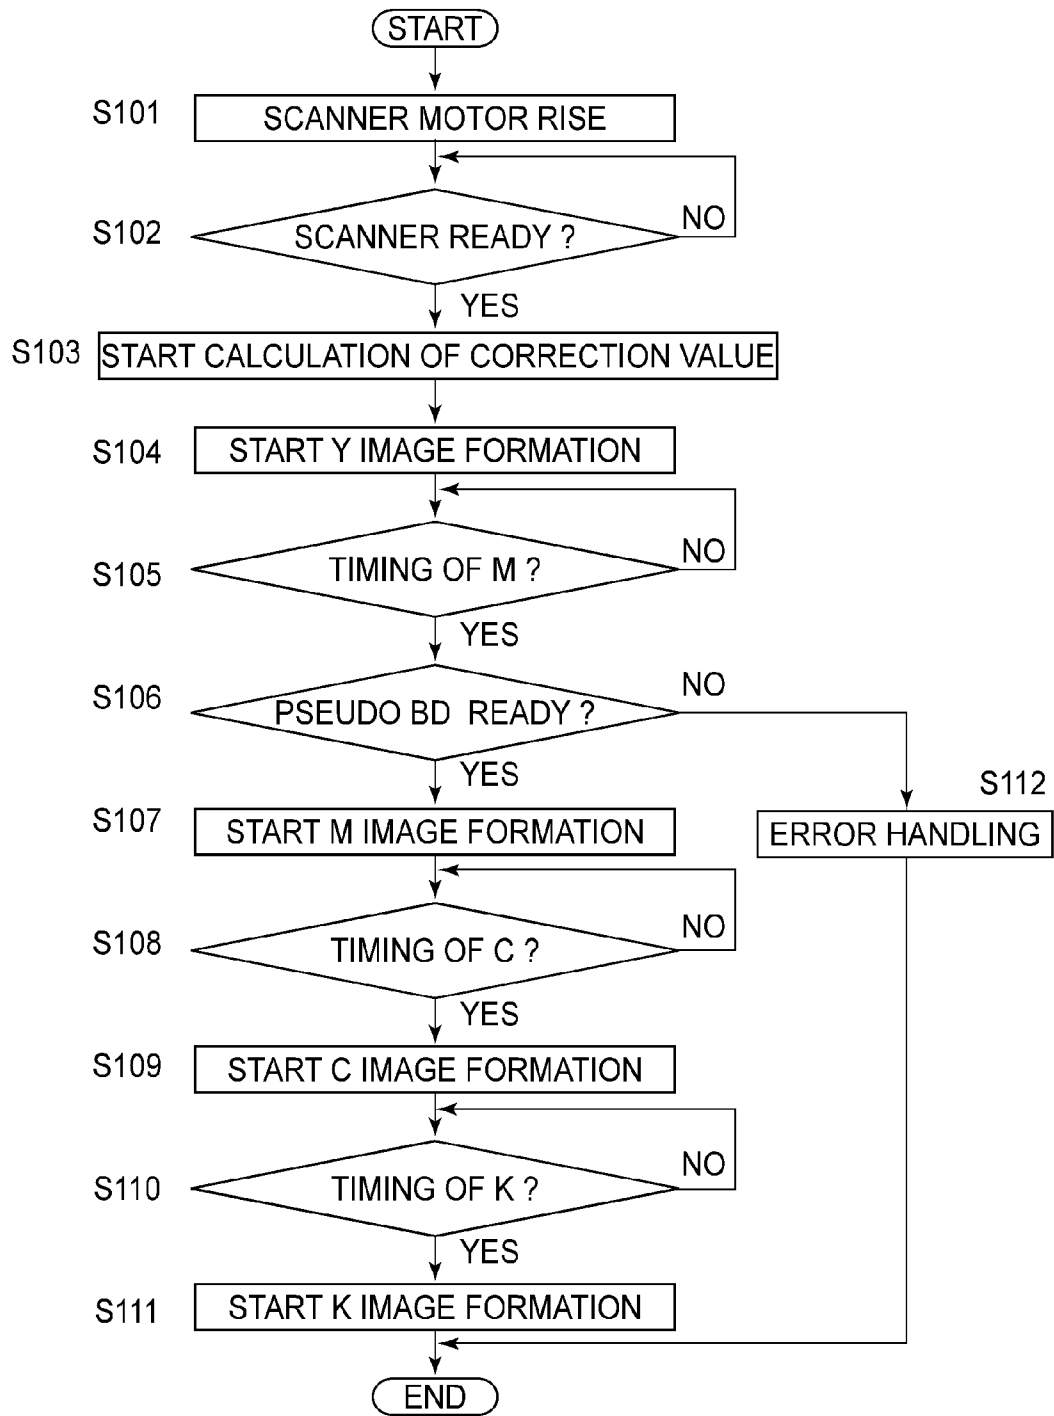 START
S101
SCANNER MOTOR RISE
S102
SCANNER READY ?
NO
YES
S103
START CALCULATION OF CORRECTION VALUE
S104
START Y IMAGE FORMATION
S105
TIMING OF M ?
NO
YES
S106
PSEUDO BD READY ?
NO
YES
S107
START M IMAGE FORMATION
S112
ERROR HANDLING
S108
TIMING OF C ?
NO
YES
S109
START C IMAGE FORMATION
S110
TIMING OF K ?
NO
YES
S111
START K IMAGE FORMATION
END